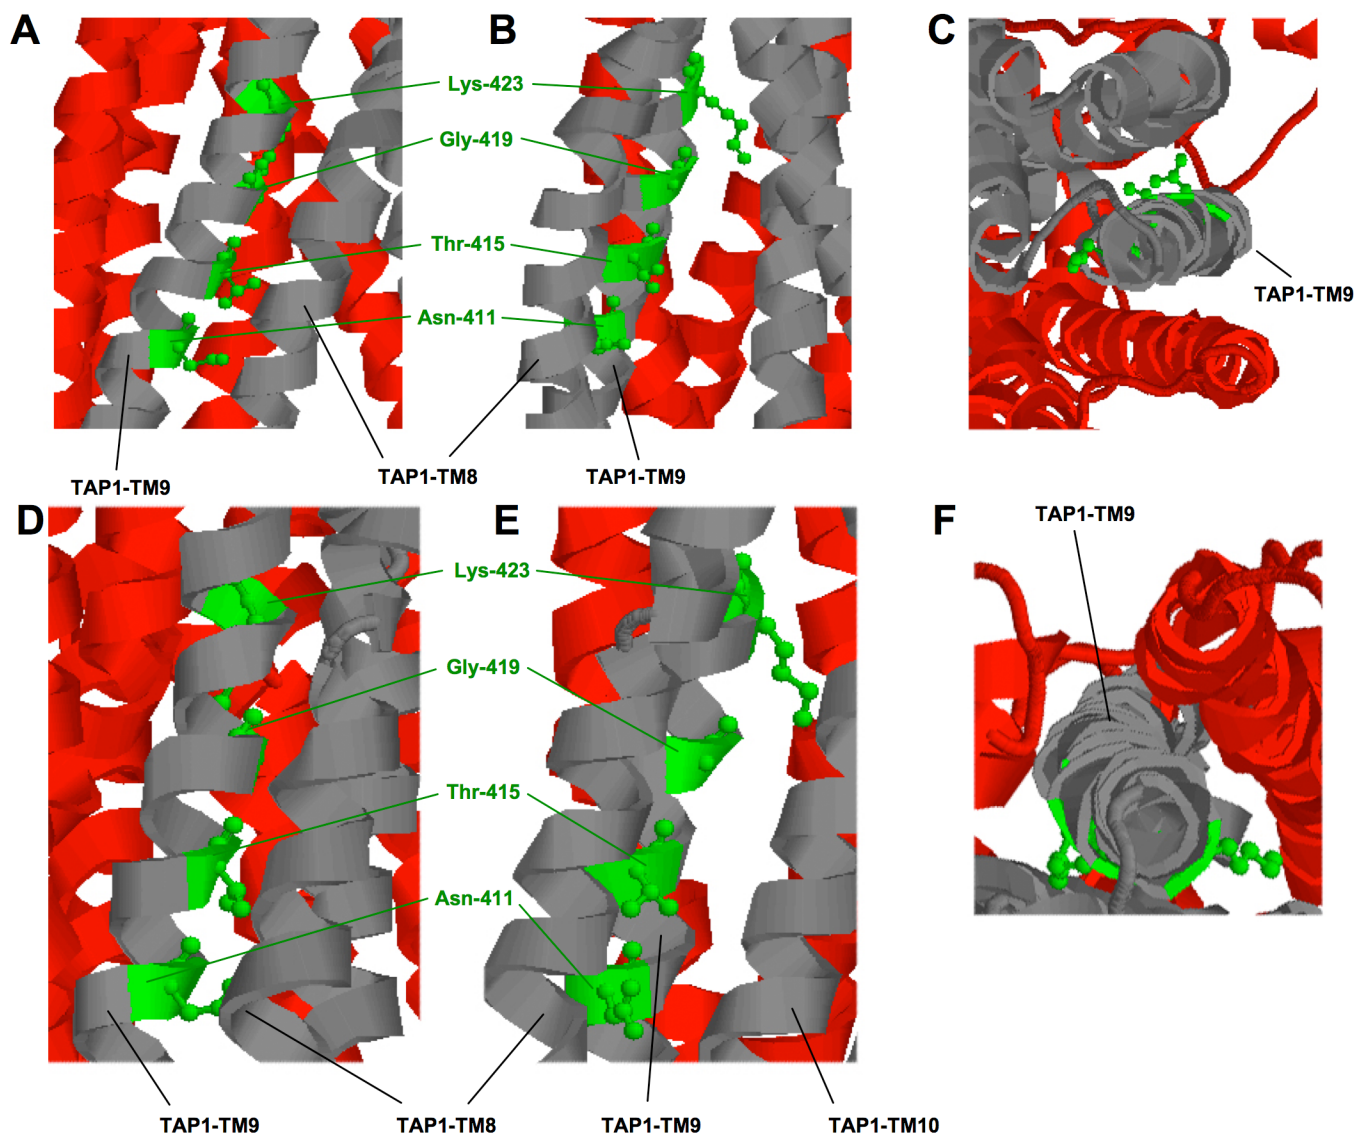 A
B
C
Lys-423
Gly-419
Thr-415
Asn-411
TAP1-TM9
TAP1-TM9
TAP1-TM8
TAP1-TM9
D
E
F
TAP1-TM9
Lys-423
Gly-419
Thr-415
Asn-411
TAP1-TM9
TAP1-TM8
TAP1-TM9
TAP1-TM10